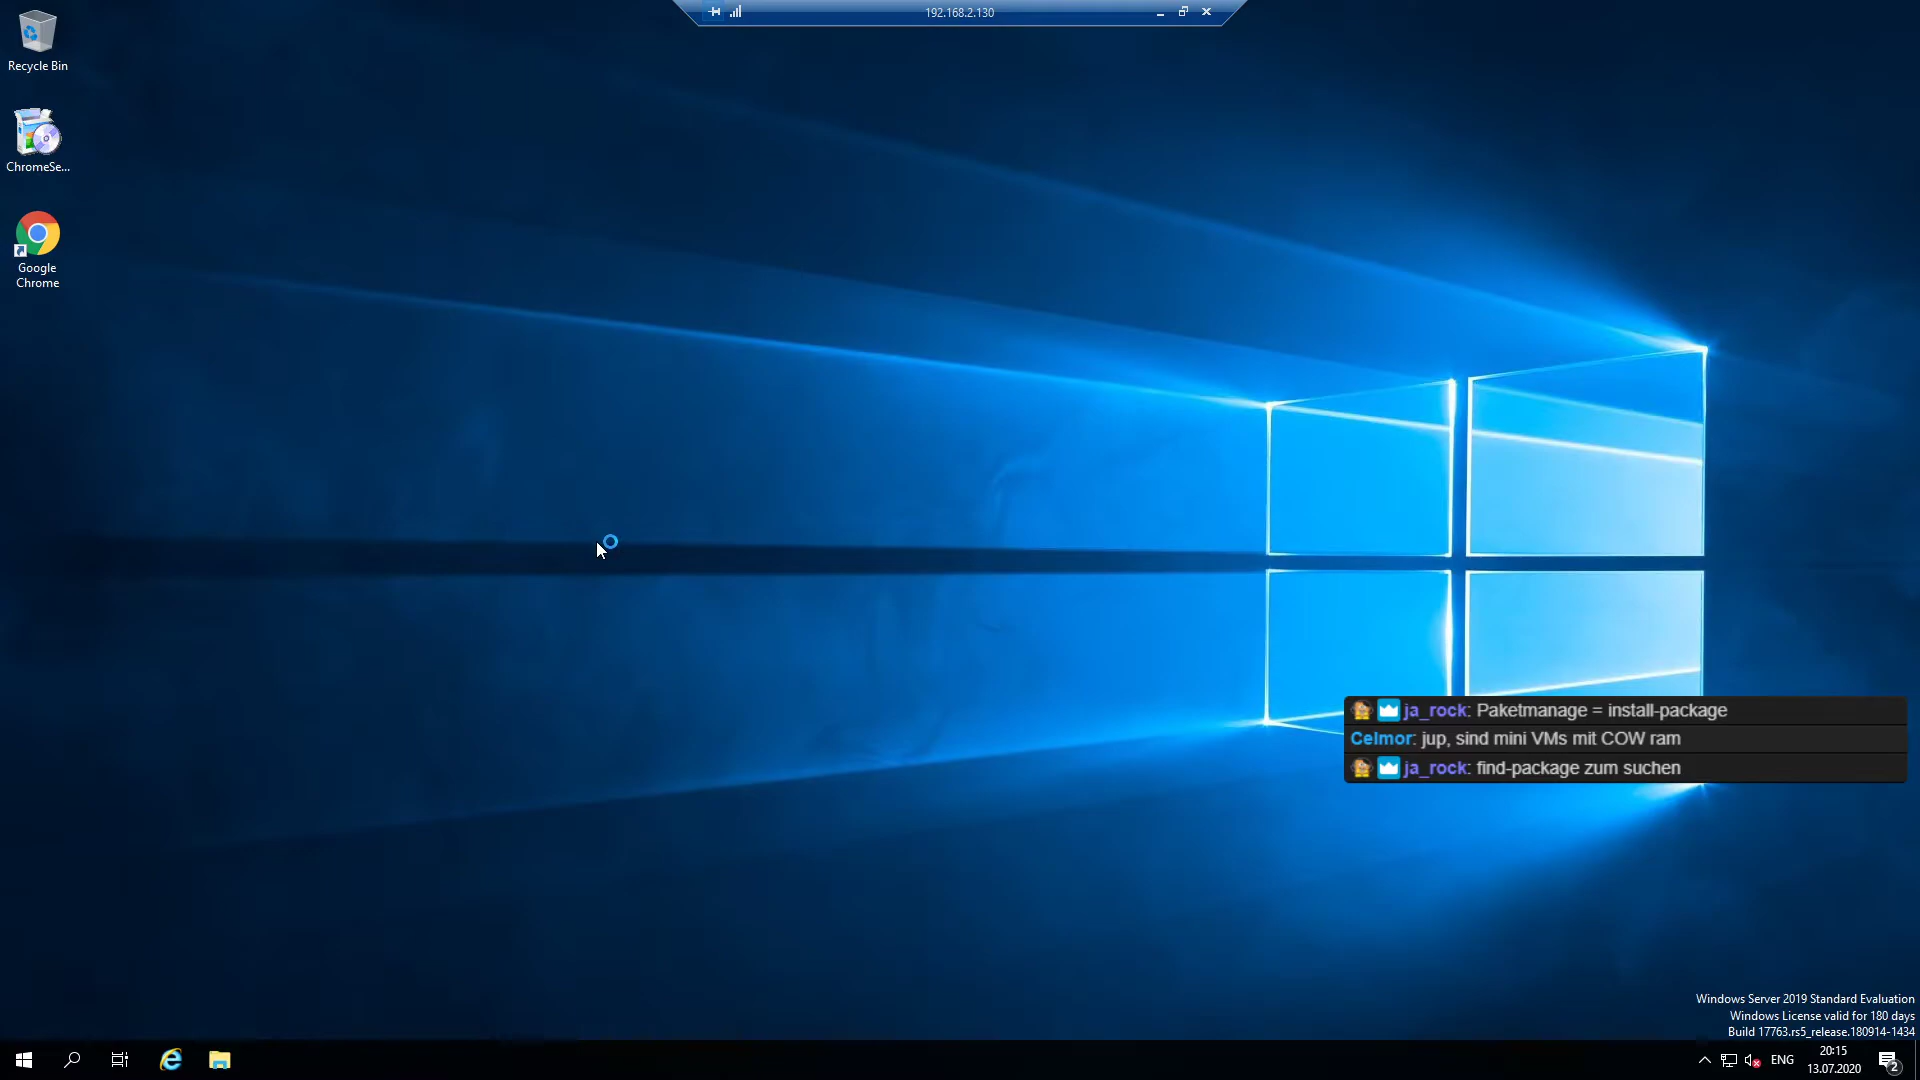 192.168.2.130
Recycle Bin
ChromeSe...
Google
Chrome
ja_rock: Paketmanage = install-package
Celmor: jup, sind mini VMs mit COW ram
ja_rock: find-package zum suchen
Windows Server 2019 Standard Evaluation
Windows License valid for 180 days
Build 17763.rs5_release.180914-1434
ENG
20:15
13.07.2020
2